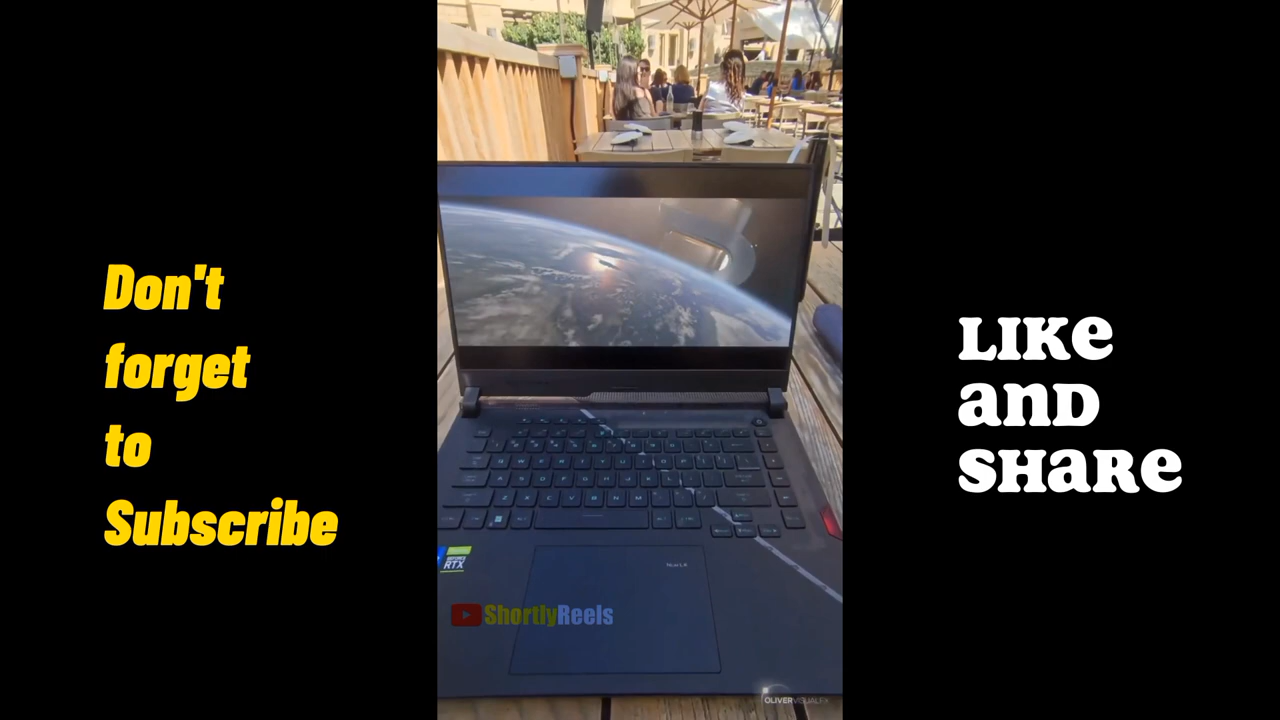 Don't
forget
to
Subscribe
LIKE
AND
SHARE
RTX
ShortlyReels
OLIVERVISUALFX